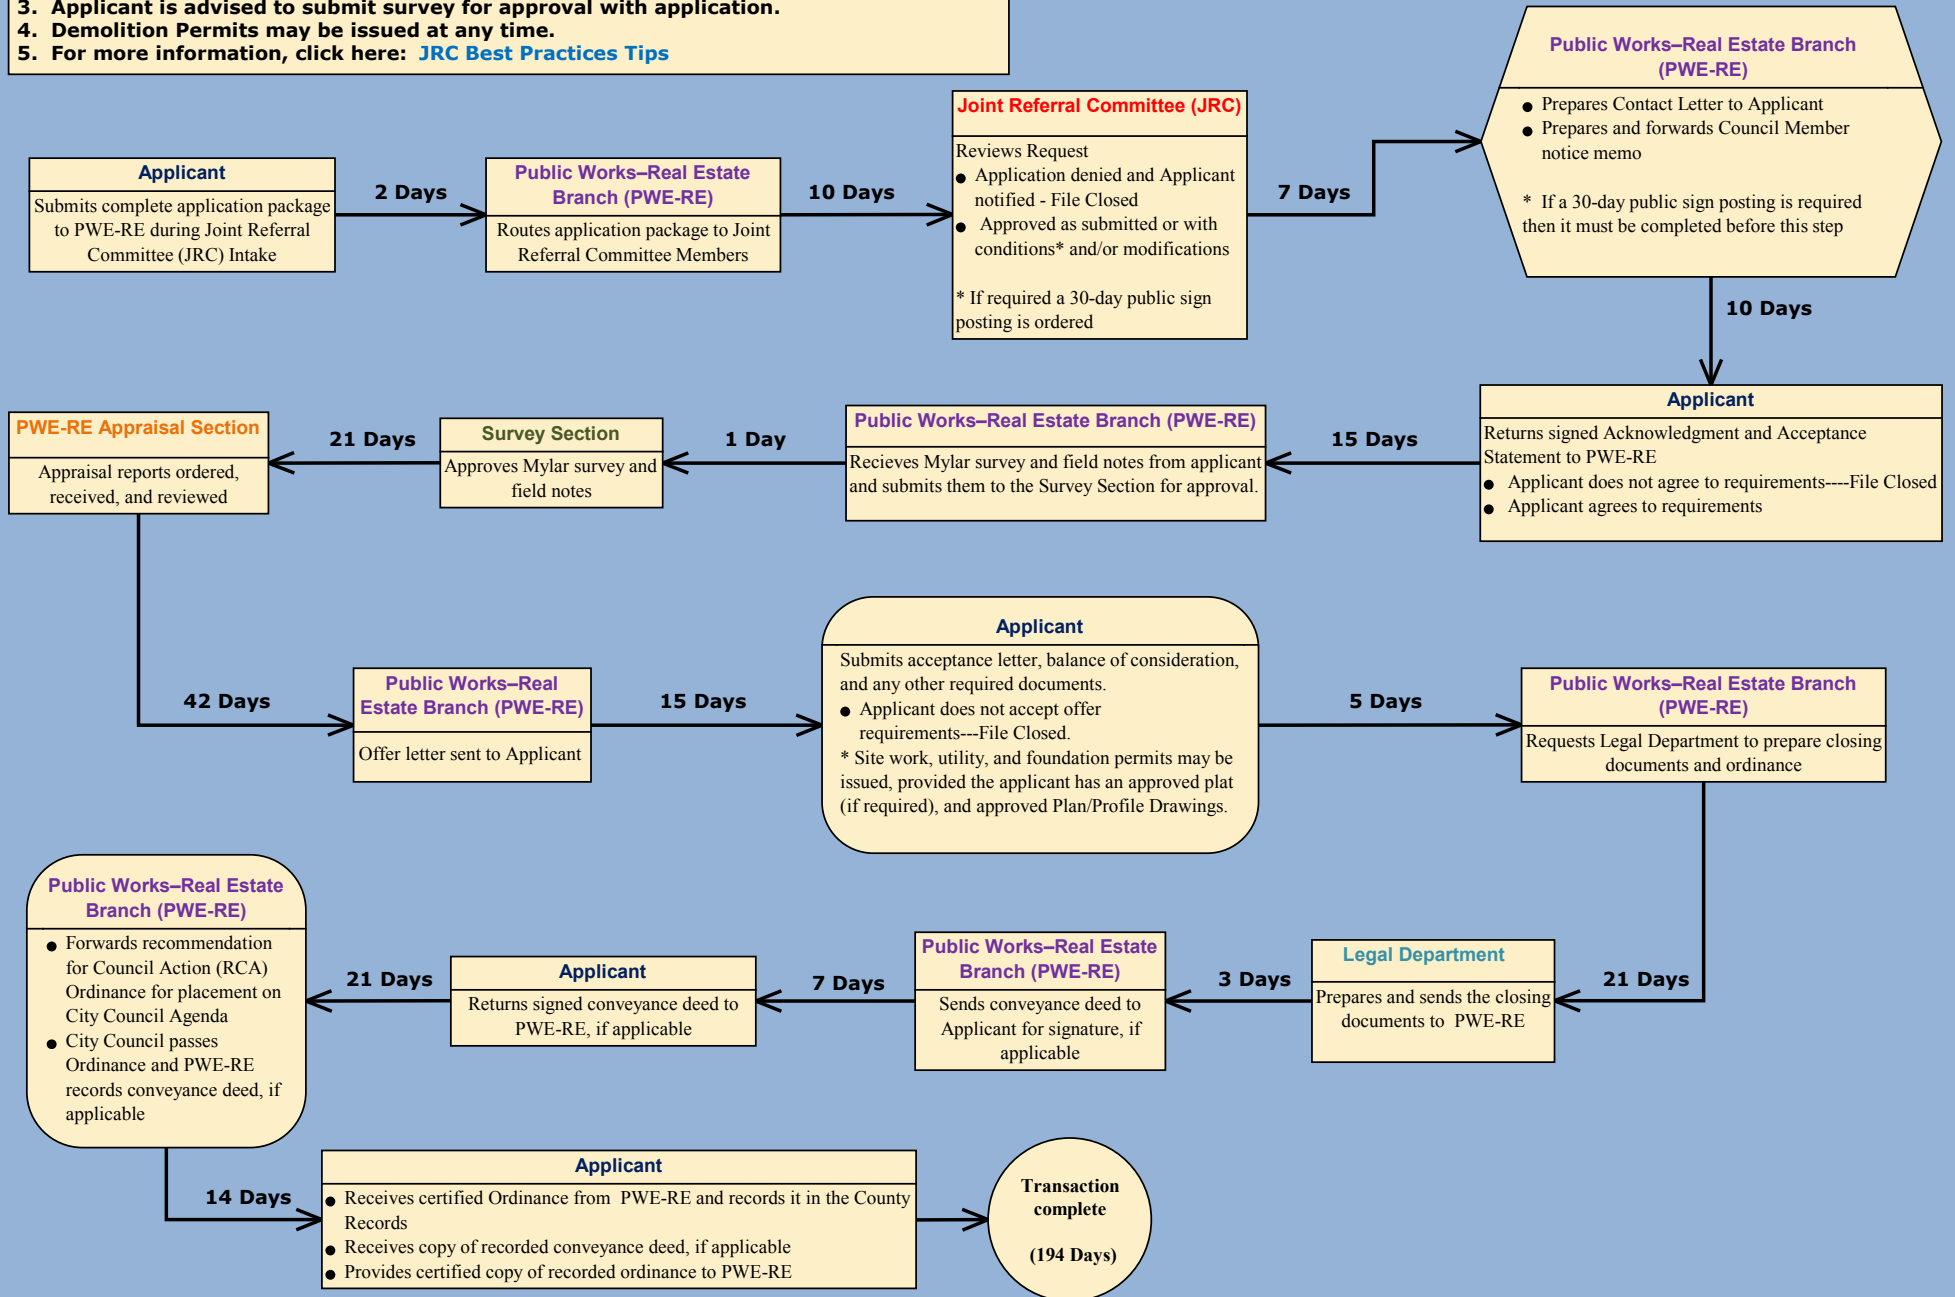 3. Applicant is advised to submit survey for approval with application.
4. Demolition Permits may be issued at any time.
5. For more information, click here: JRC Best Practices Tips
Applicant
Submits complete application package
to PWE-RE during Joint Referral
Committee (JRC) Intake
2 Days
Public Works–Real Estate
Branch (PWE-RE)
Routes application package to Joint
Referral Committee Members
10 Days
Joint Referral Committee (JRC)
Reviews Request
● Application denied and Applicant
notified - File Closed
● Approved as submitted or with
conditions* and/or modifications
* If required a 30-day public sign
posting is ordered
7 Days
Public Works–Real Estate Branch
(PWE-RE)
● Prepares Contact Letter to Applicant
● Prepares and forwards Council Member
notice memo
* If a 30-day public sign posting is required
then it must be completed before this step
10 Days
Applicant
Returns signed Acknowledgment and Acceptance
Statement to PWE-RE
● Applicant does not agree to requirements----File Closed
● Applicant agrees to requirements
15 Days
Public Works–Real Estate Branch (PWE-RE)
Recieves Mylar survey and field notes from applicant
and submits them to the Survey Section for approval.
1 Day
Survey Section
Approves Mylar survey and
field notes
21 Days
PWE-RE Appraisal Section
Appraisal reports ordered,
received, and reviewed
42 Days
Public Works–Real
Estate Branch (PWE-RE)
Offer letter sent to Applicant
15 Days
Applicant
Submits acceptance letter, balance of consideration,
and any other required documents.
● Applicant does not accept offer
requirements---File Closed.
* Site work, utility, and foundation permits may be
issued, provided the applicant has an approved plat
(if required), and approved Plan/Profile Drawings.
5 Days
Public Works–Real Estate Branch
(PWE-RE)
Requests Legal Department to prepare closing
documents and ordinance
21 Days
Legal Department
Prepares and sends the closing
documents to PWE-RE
3 Days
Public Works–Real Estate
Branch (PWE-RE)
Sends conveyance deed to
Applicant for signature, if
applicable
7 Days
Applicant
Returns signed conveyance deed to
PWE-RE, if applicable
21 Days
Public Works–Real Estate
Branch (PWE-RE)
● Forwards recommendation
for Council Action (RCA)
Ordinance for placement on
City Council Agenda
● City Council passes
Ordinance and PWE-RE
records conveyance deed, if
applicable
14 Days
Applicant
● Receives certified Ordinance from PWE-RE and records it in the County
Records
● Receives copy of recorded conveyance deed, if applicable
● Provides certified copy of recorded ordinance to PWE-RE
Transaction
complete
(194 Days)